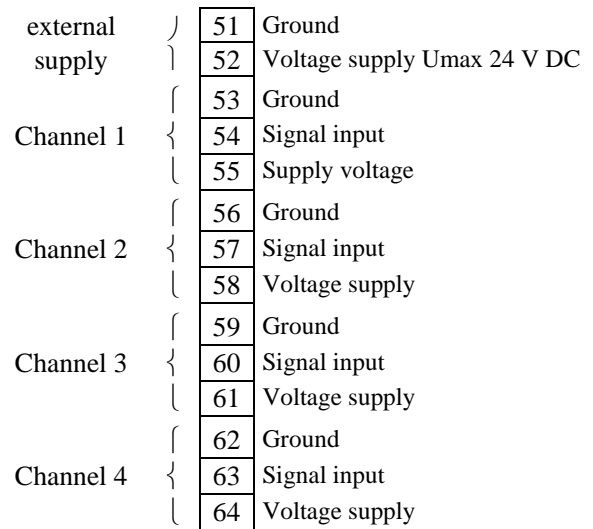 external 51 Ground
supply 52 Voltage supply Umax 24 V DC
53 Ground
Channel 1 54 Signal input
55 Supply voltage
56 Ground
Channel 2 57 Signal input
58 Voltage supply
59 Ground
Channel 3 60 Signal input
61 Voltage supply
62 Ground
Channel 4 63 Signal input
64 Voltage supply